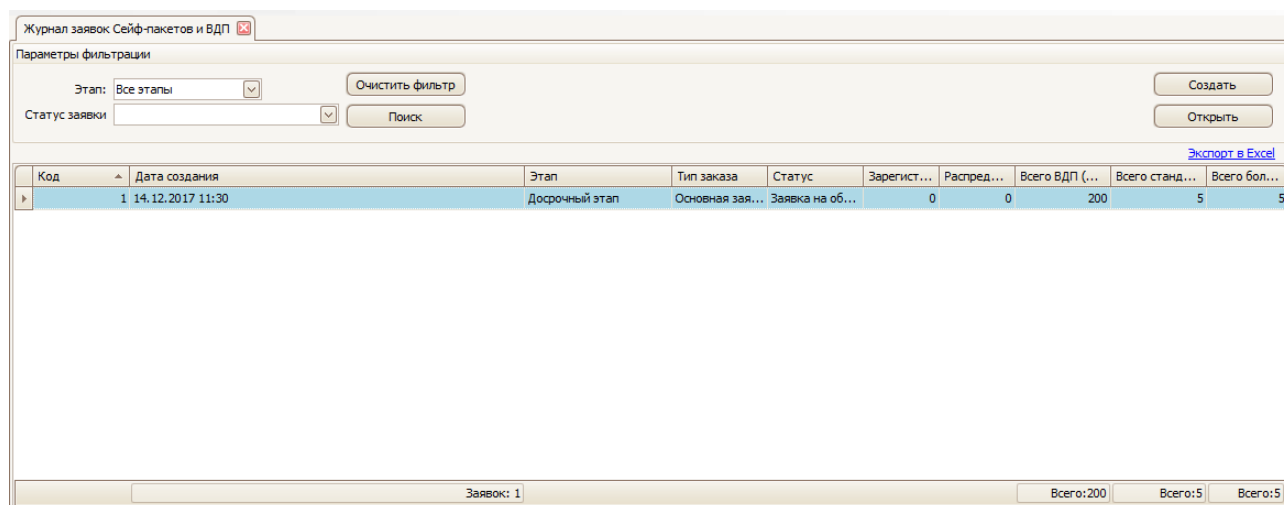 Журнал заявок Сейф-пакетов и ВДП
Параметры фильтрации
Этап: Все этапы Очистить фильтр Создать
Статус заявки Поиск Открыть
Экспорт в Excel
Код Дата создания Этап Тип заказа Статус Зарегист... Распред... Всего ВДП (... Всего станд... Всего бол...
1 14.12.2017 11:30 Досрочный этап Основная зая... Заявка на об... 0 0 200 5 5
Заявок: 1 Всего:200 Всего:5 Всего:5